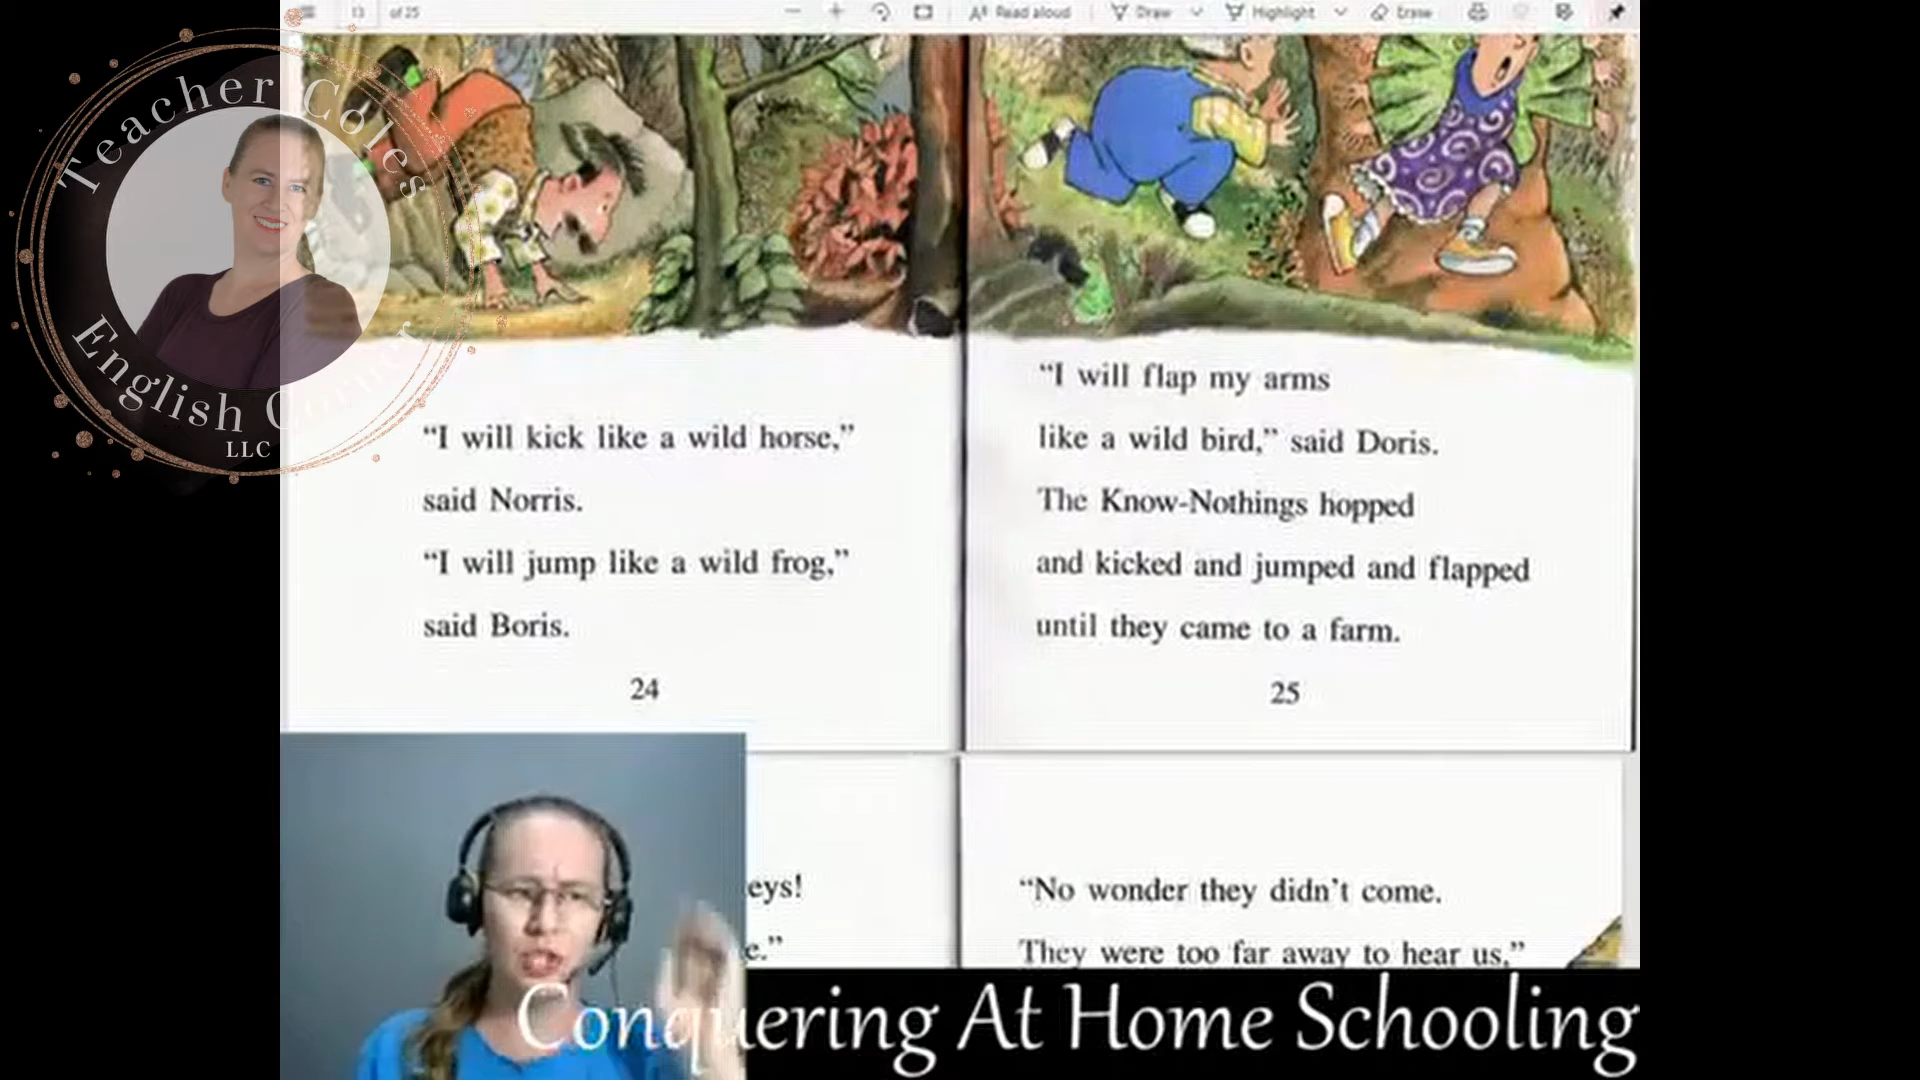 13 of 25
Read aloud
Draw
Highlight
Erase
Teacher Coles
English Corner
LLC
“I will kick like a wild horse,”
said Norris.
“I will jump like a wild frog,”
said Boris.
24
“I will flap my arms
like a wild bird,” said Doris.
The Know-Nothings hopped
and kicked and jumped and flapped
until they came to a farm.
25
“No wonder they didn’t come.
They were too far away to hear us.”
Conquering At Home Schooling